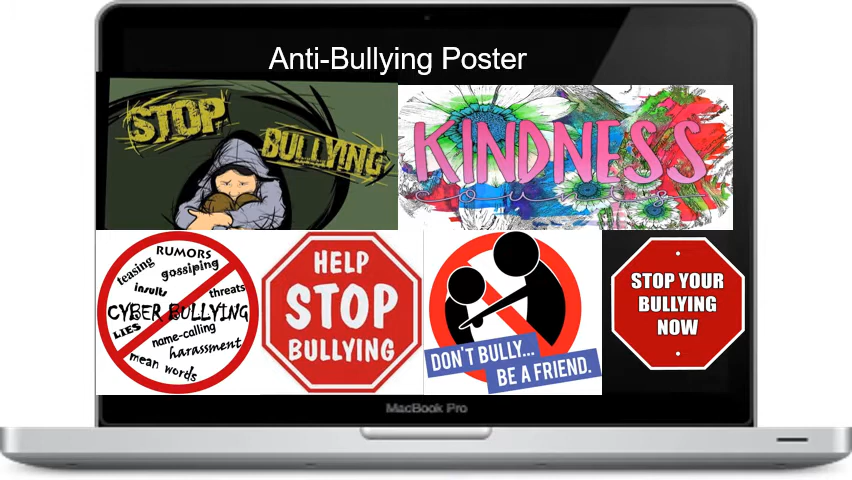 Anti-Bullying Poster
STOP
BULLYING
KINDNESS
counts
RUMORS
teasing
gossiping
insults
threats
CYBER BULLYING
LIES
name-calling
harassment
mean words
HELP
STOP
BULLYING
DON'T BULLY...
BE A FRIEND.
STOP YOUR
BULLYING
NOW
MacBook Pro